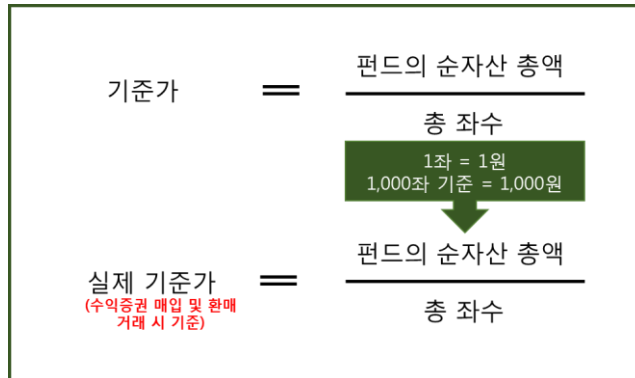 펀드의 순자산 총액
기준가 =
총 좌수
1좌 = 1원
1,000좌 기준 = 1,000원
펀드의 순자산 총액
실제 기준가 =
(수익증권 매입 및 환매
거래 시 기준)
총 좌수